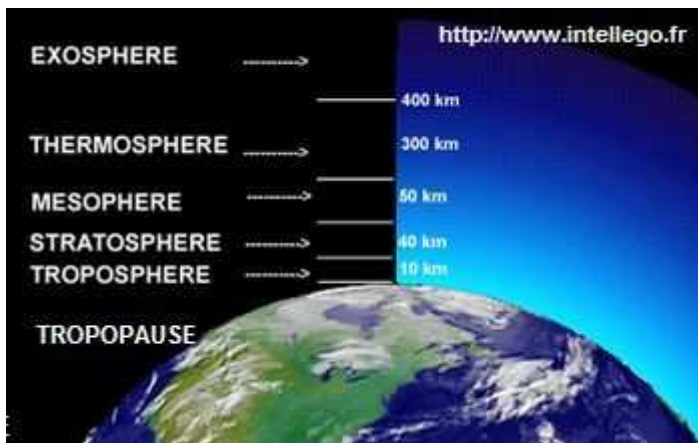 http://www.intellego.fr
EXOSPHERE
400 km
THERMOSPHERE 300 km
MESOPHERE 50 km
STRATOSPHERE 40 km
TROPOSPHERE 10 km
TROPOPAUSE